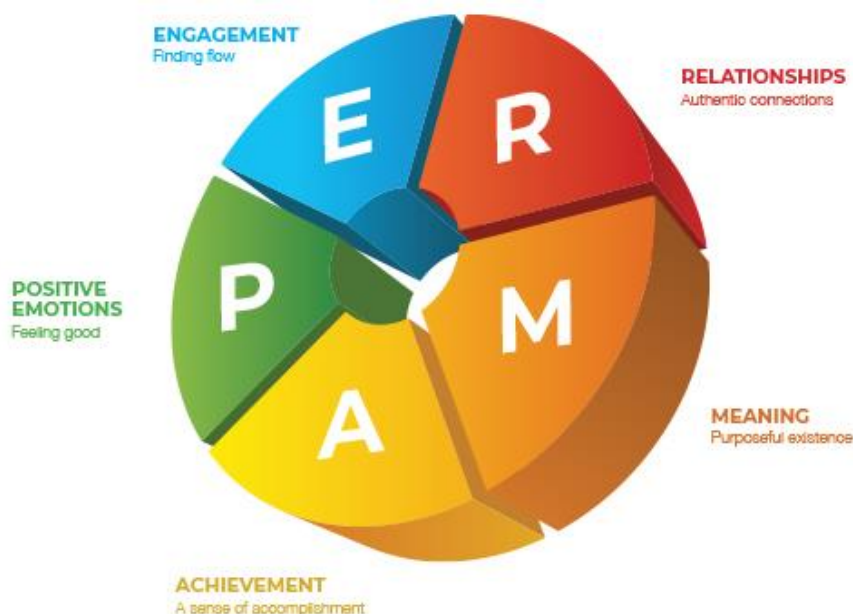 ENGAGEMENT
Finding flow
E
R
RELATIONSHIPS
Authentic connections
P
POSITIVE
EMOTIONS
Feeling good
M
A
MEANING
Purposeful existence
ACHIEVEMENT
A sense of accomplishment